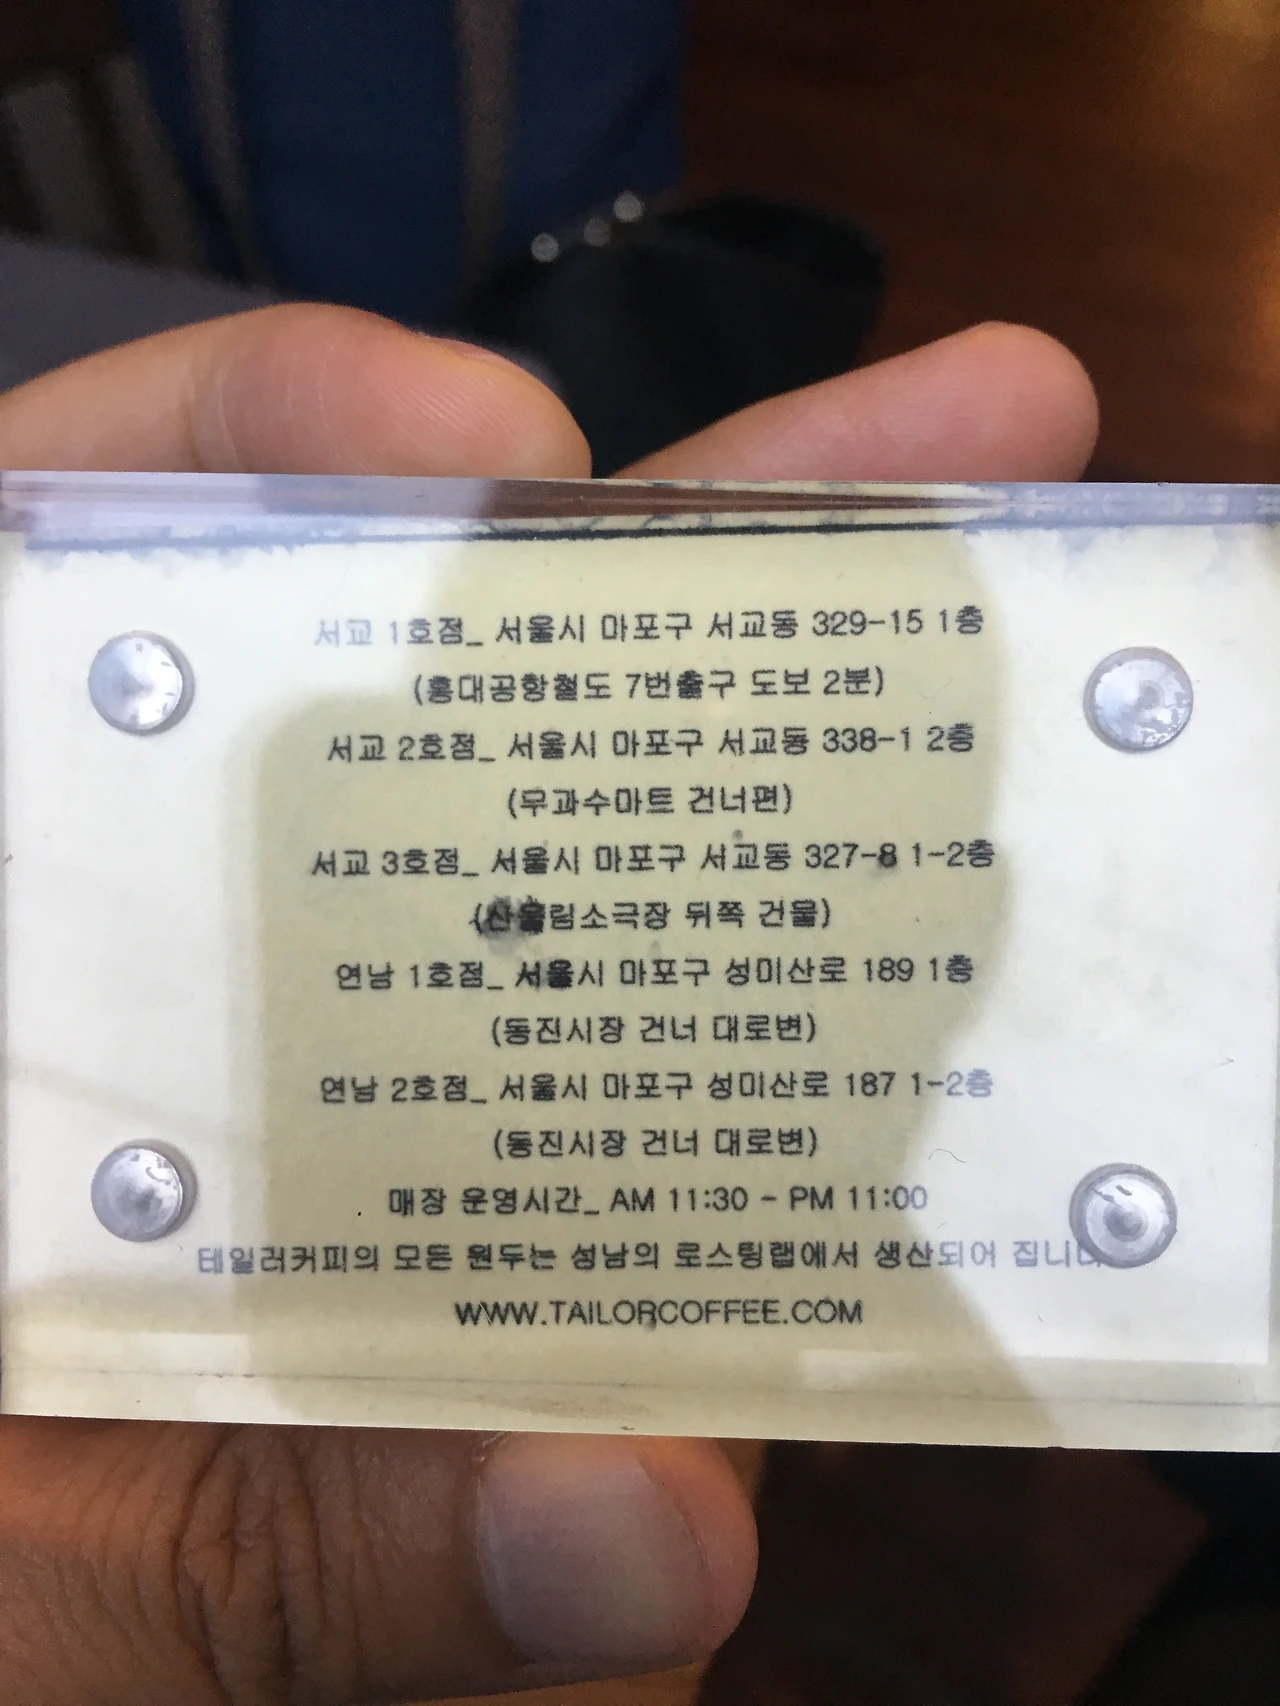 서교 1호점_ 서울시 마포구 서교동 329-15 1층
(홍대공항철도 7번출구 도보 2분)
서교 2호점_ 서울시 마포구 서교동 338-1 2층
(무과수마트 건너편)
서교 3호점_ 서울시 마포구 서교동 327-8 1-2층
(산울림소극장 뒤쪽 건물)
연남 1호점_ 서울시 마포구 성미산로 189 1층
(동진시장 건너 대로변)
연남 2호점_ 서울시 마포구 성미산로 187 1-2층
(동진시장 건너 대로변)
매장 운영시간_ AM 11:30 - PM 11:00
테일러커피의 모든 원두는 성남의 로스팅랩에서 생산되어 집니다
WWW.TAILORCOFFEE.COM